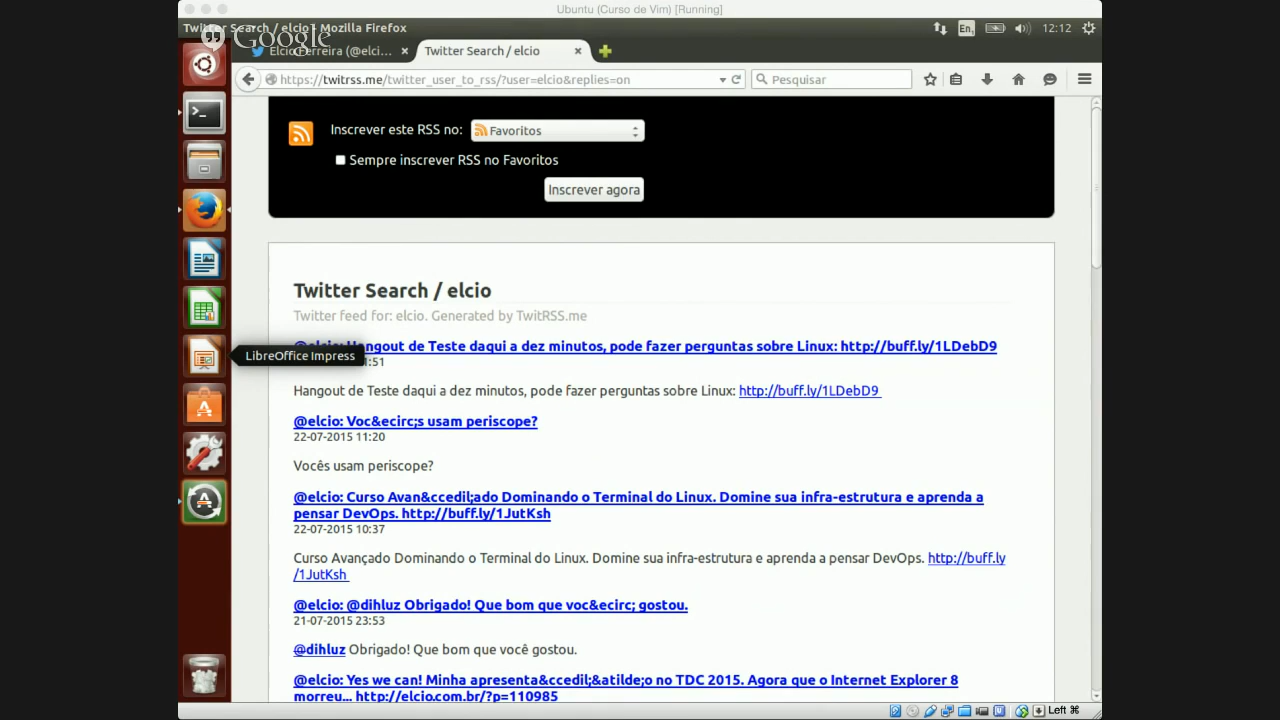 Ubuntu (Curso de Vim) [Running]
Twitter Search / elcio - Mozilla Firefox
En
12:12
Google
Elcio Ferreira (@elci...
Twitter Search / elcio
https://twitrss.me/twitter_user_to_rss/?user=elcio&replies=on
Pesquisar
Inscrever este RSS no:
Favoritos
Sempre inscrever RSS no Favoritos
Inscrever agora
Twitter Search / elcio
Twitter feed for: elcio. Generated by TwitRSS.me
@elcio: Hangout de Teste daqui a dez minutos, pode fazer perguntas sobre Linux: http://buff.ly/1LDebD9
LibreOffice Impress
:51
Hangout de Teste daqui a dez minutos, pode fazer perguntas sobre Linux: http://buff.ly/1LDebD9
@elcio: Voc&ecirc;s usam periscope?
22-07-2015 11:20
Vocês usam periscope?
@elcio: Curso Avan&ccedil;ado Dominando o Terminal do Linux. Domine sua infra-estrutura e aprenda a
pensar DevOps. http://buff.ly/1JutKsh
22-07-2015 10:37
Curso Avançado Dominando o Terminal do Linux. Domine sua infra-estrutura e aprenda a pensar DevOps. http://buff.ly
/1JutKsh
@elcio: @dihluz Obrigado! Que bom que voc&ecirc; gostou.
21-07-2015 23:53
@dihluz Obrigado! Que bom que você gostou.
@elcio: Yes we can! Minha apresenta&ccedil;&atilde;o no TDC 2015. Agora que o Internet Explorer 8
morreu... http://elcio.com.br/?p=110985
Left ⌘